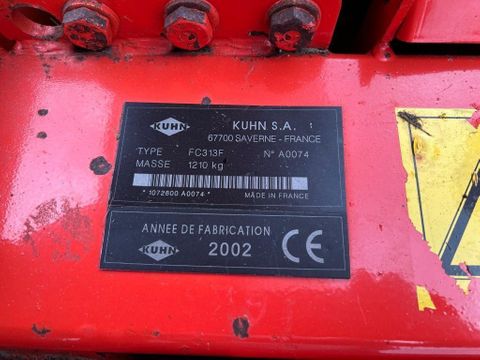 KUHN KUHN S.A.
67700 SAVERNE - FRANCE
TYPE FC313F N° A0074
MASSE 1210 kg
* 1072600 A0074 * MADE IN FRANCE
ANNEE DE FABRICATION
KUHN 2002 CE